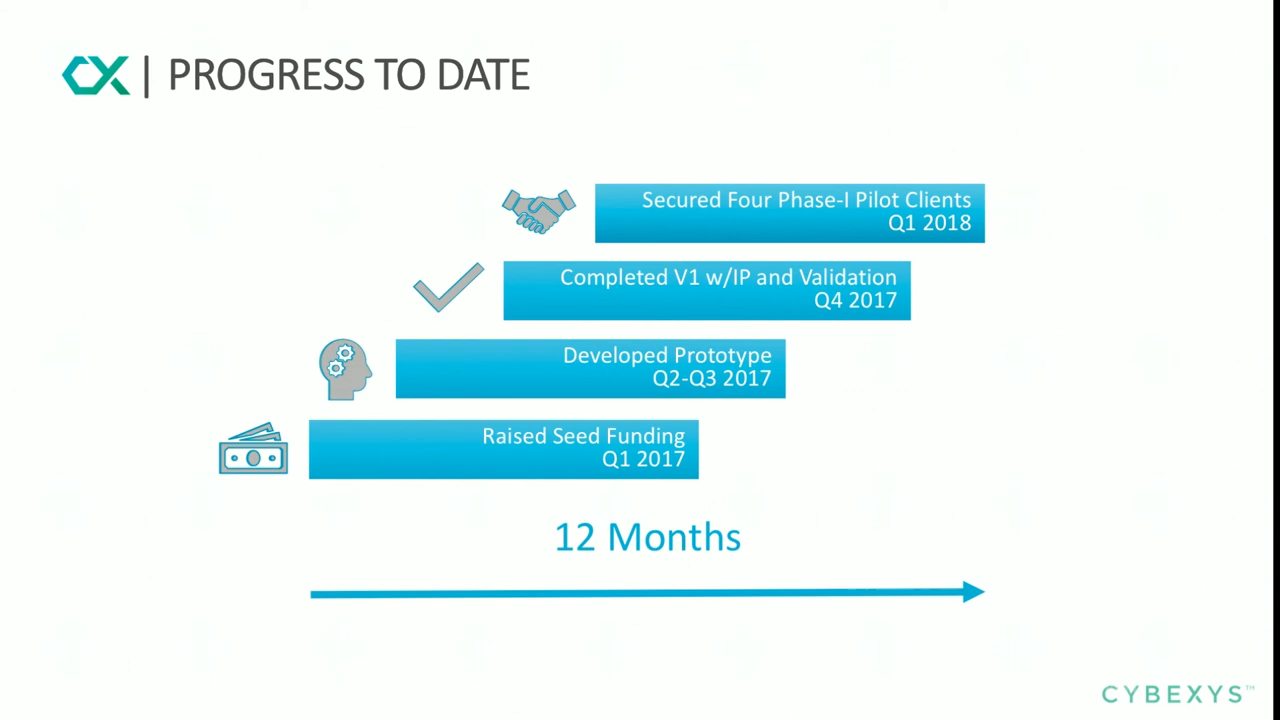 CX | PROGRESS TO DATE
Secured Four Phase-I Pilot Clients
Q1 2018
Completed V1 w/IP and Validation
Q4 2017
Developed Prototype
Q2-Q3 2017
Raised Seed Funding
Q1 2017
12 Months
CYBEXYS™